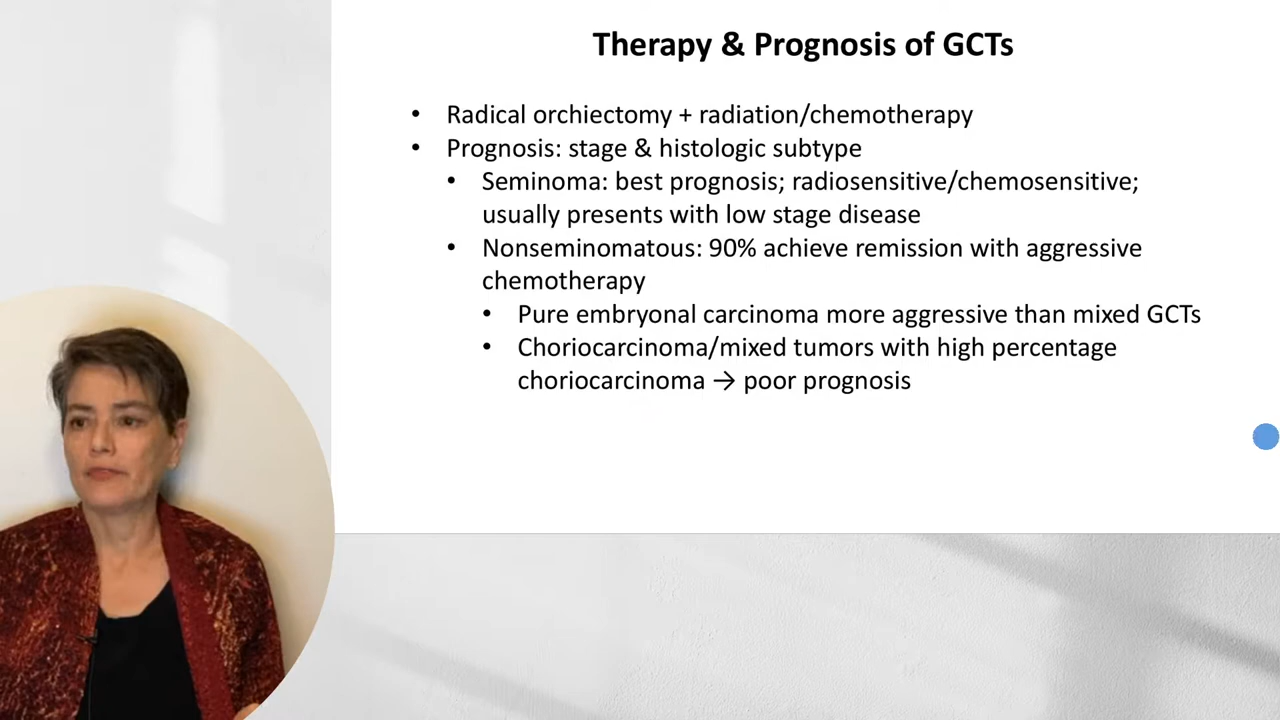 Therapy & Prognosis of GCTs
• Radical orchiectomy + radiation/chemotherapy
• Prognosis: stage & histologic subtype
• Seminoma: best prognosis; radiosensitive/chemosensitive;
usually presents with low stage disease
• Nonseminomatous: 90% achieve remission with aggressive
chemotherapy
• Pure embryonal carcinoma more aggressive than mixed GCTs
• Choriocarcinoma/mixed tumors with high percentage
choriocarcinoma → poor prognosis